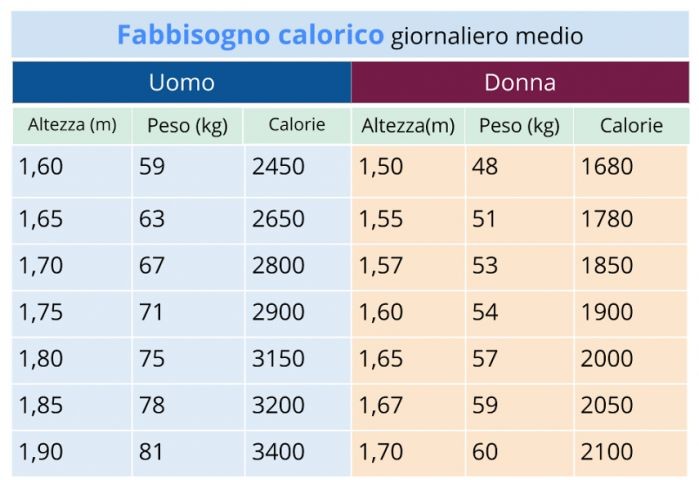 Fabbisogno calorico giornaliero medio
Uomo Donna
Altezza (m) Peso (kg) Calorie Altezza(m) Peso (kg) Calorie
1,60 59 2450 1,50 48 1680
1,65 63 2650 1,55 51 1780
1,70 67 2800 1,57 53 1850
1,75 71 2900 1,60 54 1900
1,80 75 3150 1,65 57 2000
1,85 78 3200 1,67 59 2050
1,90 81 3400 1,70 60 2100